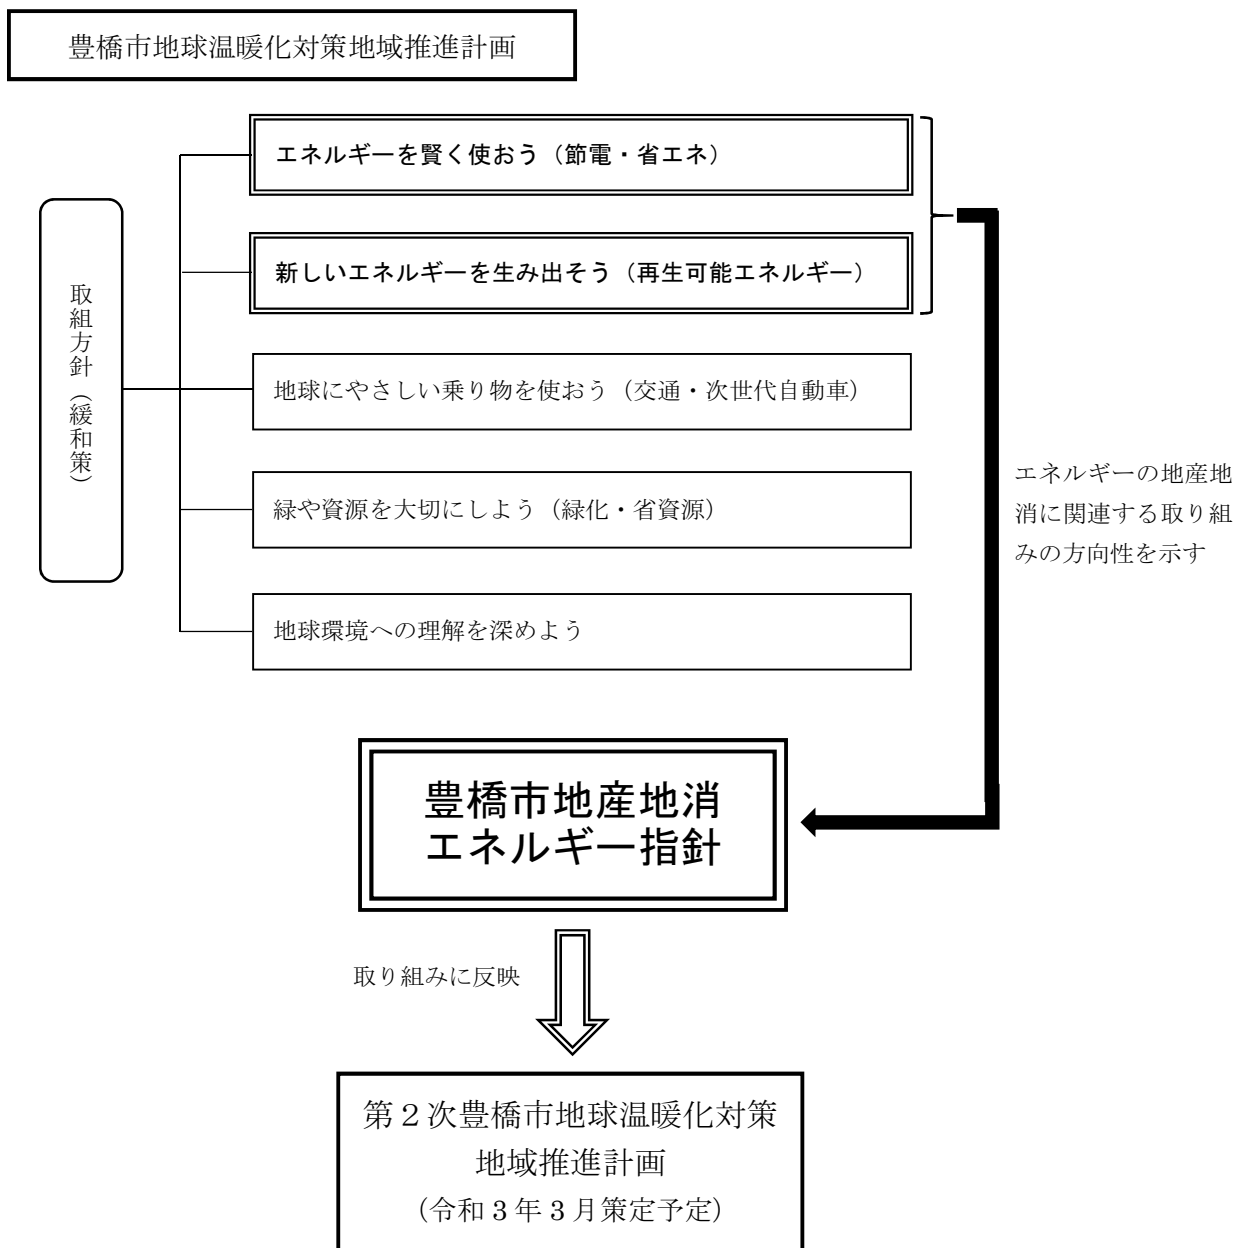 豊橋市地球温暖化対策地域推進計画
取組方針（緩和策）
エネルギーを賢く使おう（節電・省エネ）
新しいエネルギーを生み出そう（再生可能エネルギー）
地球にやさしい乗り物を使おう（交通・次世代自動車）
緑や資源を大切にしよう（緑化・省資源）
地球環境への理解を深めよう
エネルギーの地産地
消に関連する取り組
みの方向性を示す
豊橋市地産地消
エネルギー指針
取り組みに反映
第２次豊橋市地球温暖化対策
地域推進計画
（令和３年３月策定予定）